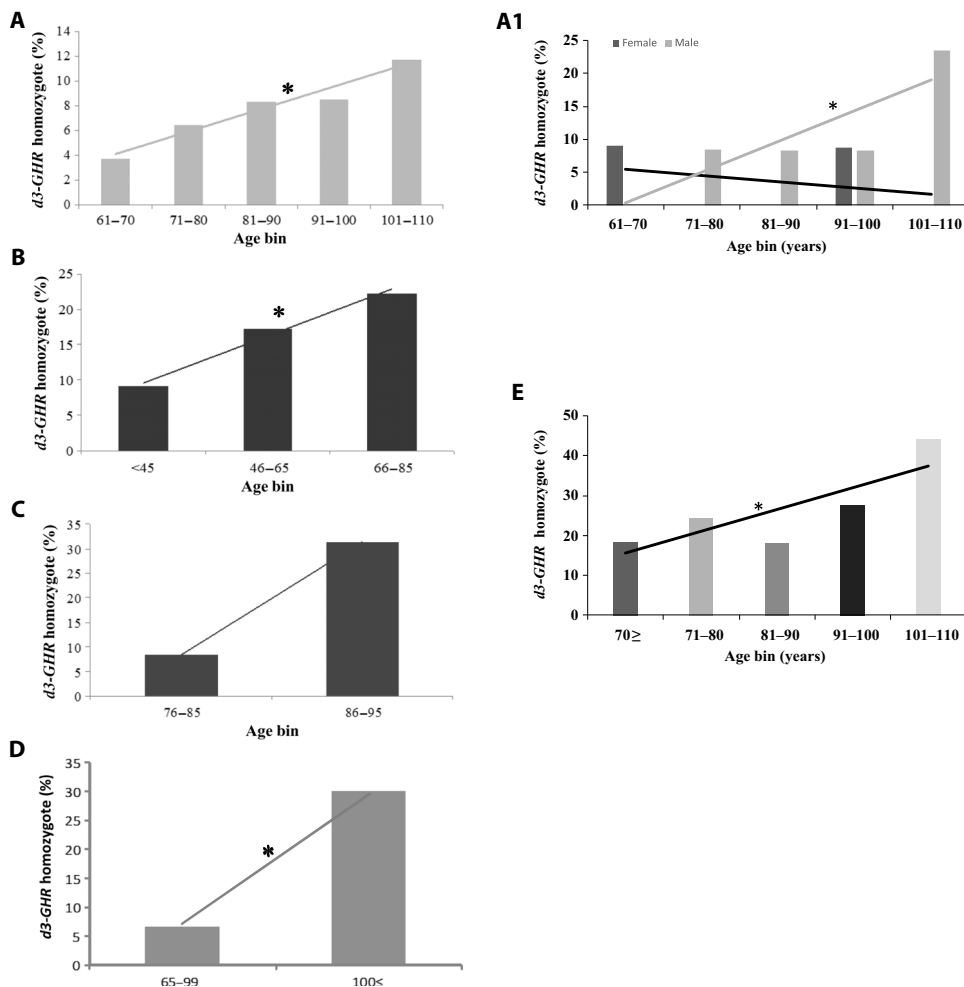 A
d3-GHR homozygote (%)
14
12
10
8
6
4
2
0
*
61–70 71–80 81–90 91–100 101–110
Age bin
A1
d3-GHR homozygote (%)
Female Male
25
20
15
10
5
0
*
61–70 71–80 81–90 91–100 101–110
Age bin (years)
B
d3-GHR homozygote (%)
25
20
15
10
5
0
*
<45 46–65 66–85
Age bin
C
d3-GHR homozygote (%)
35
30
25
20
15
10
5
0
76–85 86–95
Age bin
D
d3-GHR homozygote (%)
35
30
25
20
15
10
5
0
*
65–99 100≤
E
d3-GHR homozygote (%)
50
40
30
20
10
0
*
70≥ 71–80 81–90 91–100 101–110
Age bin (years)